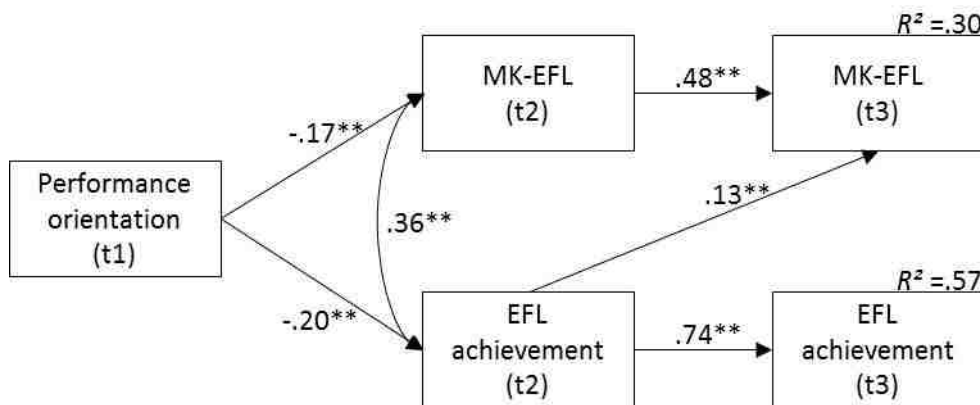 R² =.30
MK-EFL
(t2)
.48**
MK-EFL
(t3)
-.17**
Performance
orientation
(t1)
.36**
.13**
-.20**
R² =.57
EFL
achievement
(t2)
.74**
EFL
achievement
(t3)